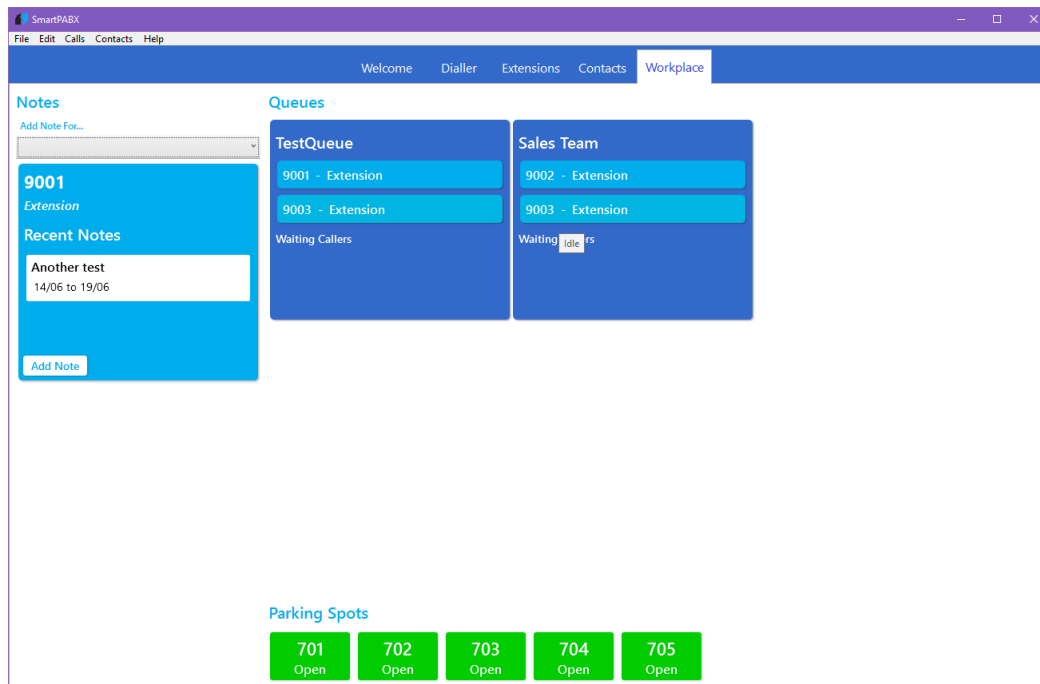 SmartPABX
File Edit Calls Contacts Help
Welcome Dialler Extensions Contacts Workplace
Notes
Add Note For...
9001
Extension
Recent Notes
Another test
14/06 to 19/06
Add Note
Queues
TestQueue
9001 - Extension
9003 - Extension
Waiting Callers
Sales Team
9002 - Extension
9003 - Extension
Waiting rs
Idle
Parking Spots
701
Open
702
Open
703
Open
704
Open
705
Open